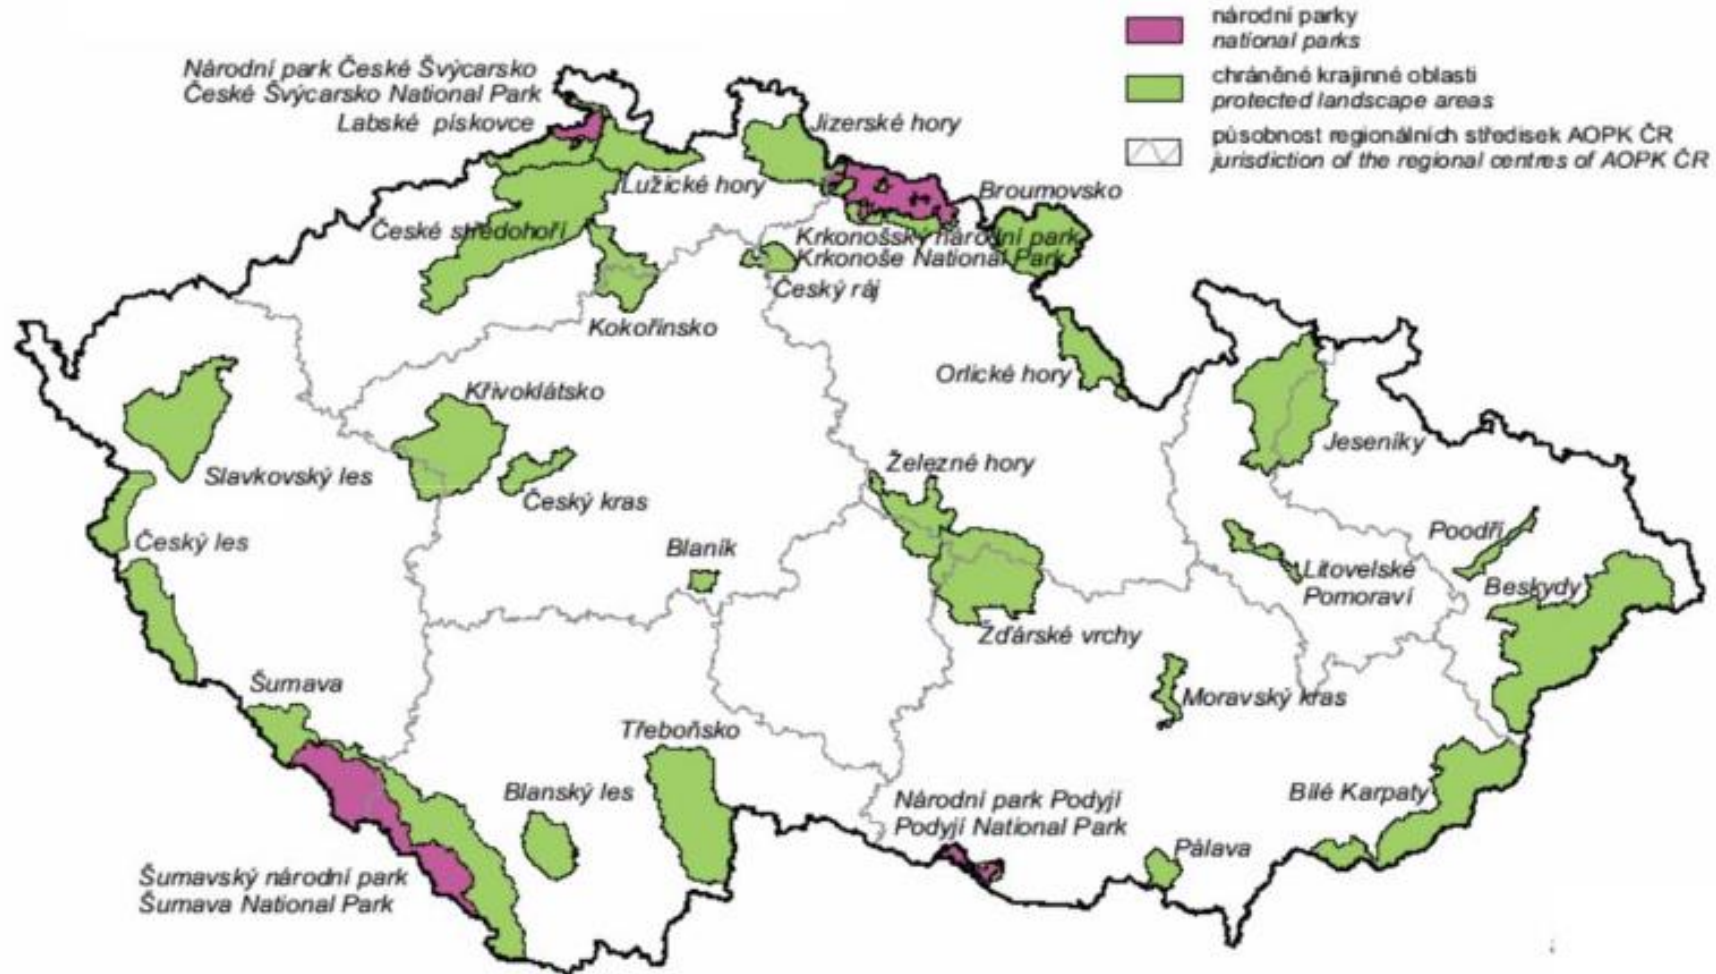 národní parky
national parks
chráněné krajinné oblasti
protected landscape areas
působnost regionálních středisek AOPK ČR
jurisdiction of the regional centres of AOPK ČR
Národní park České Švýcarsko
České Švýcarsko National Park
Labské pískovce
Jizerské hory
Lužické hory
Broumovsko
České středohoří
Krkonošský národní park
Krkonoše National Park
Český ráj
Kokořínsko
Orlické hory
Křivoklátsko
Jeseníky
Slavkovský les
Železné hory
Český kras
Český les
Blaník
Poodří
Litovelské
Pomoraví
Beskydy
Žďárské vrchy
Šumava
Moravský kras
Třeboňsko
Blanský les
Národní park Podyjí
Podyjí National Park
Bílé Karpaty
Pálava
Šumavský národní park
Šumava National Park